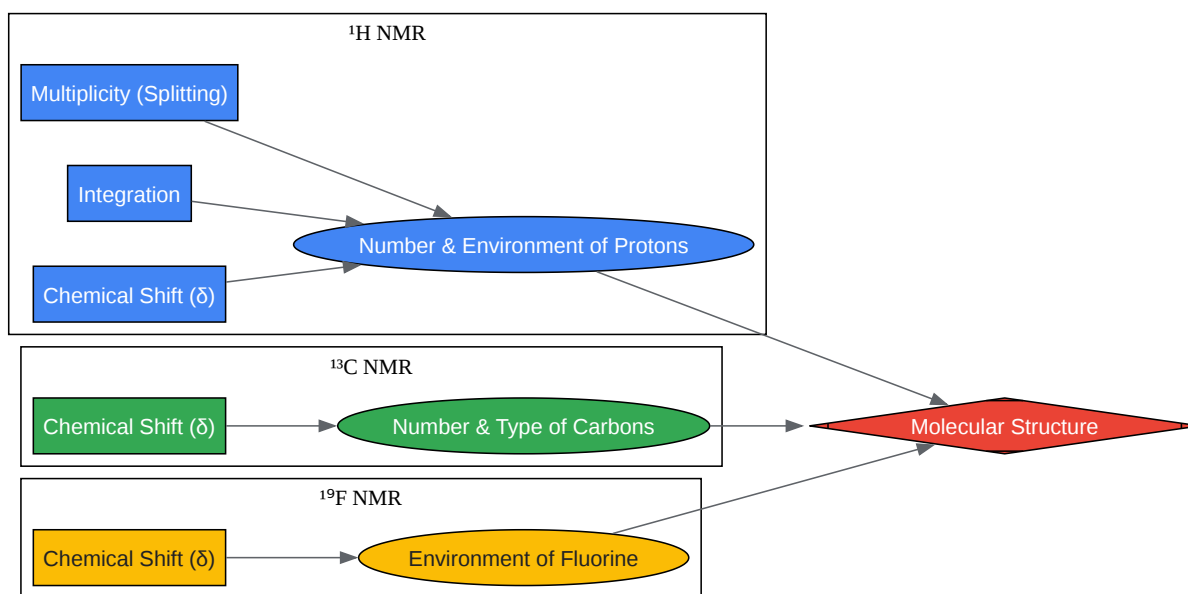 ¹H NMR
Multiplicity (Splitting)
Integration
Number & Environment of Protons
Chemical Shift (δ)
¹³C NMR
Chemical Shift (δ)
Number & Type of Carbons
Molecular Structure
¹⁹F NMR
Chemical Shift (δ)
Environment of Fluorine